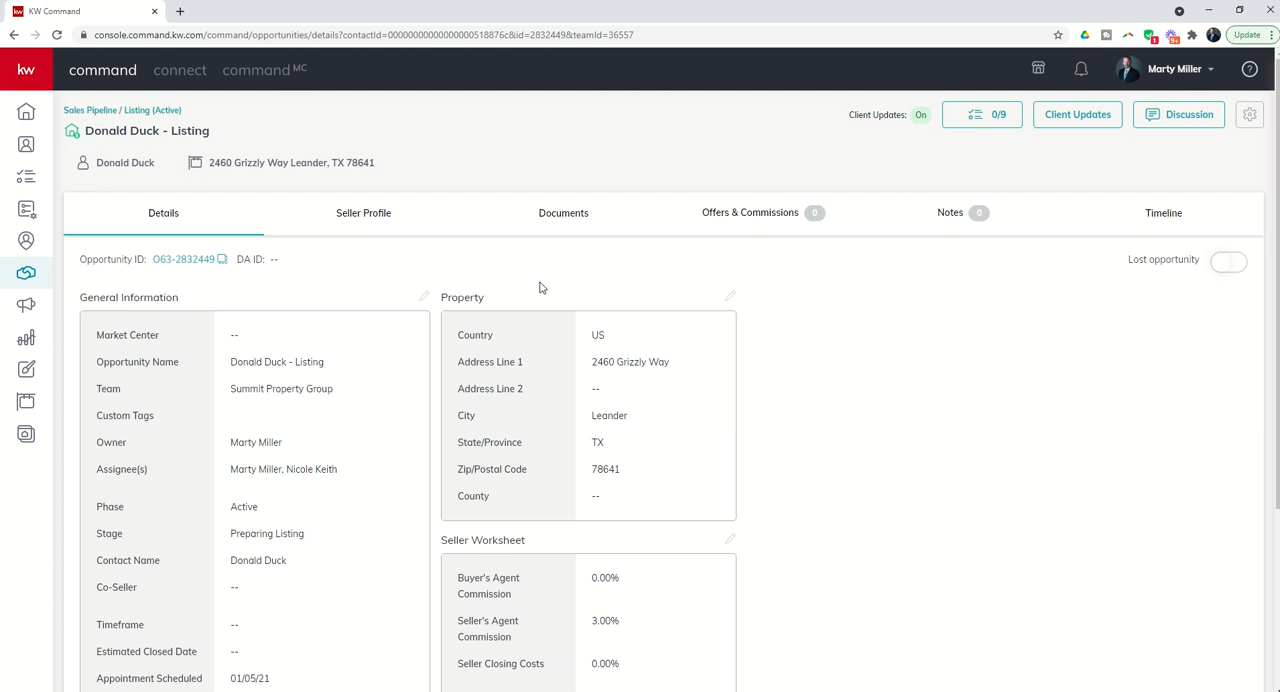 kw KW Command
console.command.kw.com/command/opportunities/details?contactId=0000000000000000518876c&id=2832449&teamId=36557
Update
kw command connect command MC Marty Miller
Sales Pipeline / Listing (Active)
Donald Duck - Listing
Client Updates: On 0/9 Client Updates Discussion
Donald Duck 2460 Grizzly Way Leander, TX 78641
Details Seller Profile Documents Offers & Commissions 0 Notes 0 Timeline
Opportunity ID: O63-2832449 DA ID: -- Lost opportunity
General Information
Market Center --
Opportunity Name Donald Duck - Listing
Team Summit Property Group
Custom Tags
Owner Marty Miller
Assignee(s) Marty Miller, Nicole Keith
Phase Active
Stage Preparing Listing
Contact Name Donald Duck
Co-Seller --
Timeframe --
Estimated Closed Date --
Appointment Scheduled 01/05/21
Property
Country US
Address Line 1 2460 Grizzly Way
Address Line 2 --
City Leander
State/Province TX
Zip/Postal Code 78641
County --
Seller Worksheet
Buyer's Agent 0.00%
Commission
Seller's Agent 3.00%
Commission
Seller Closing Costs 0.00%